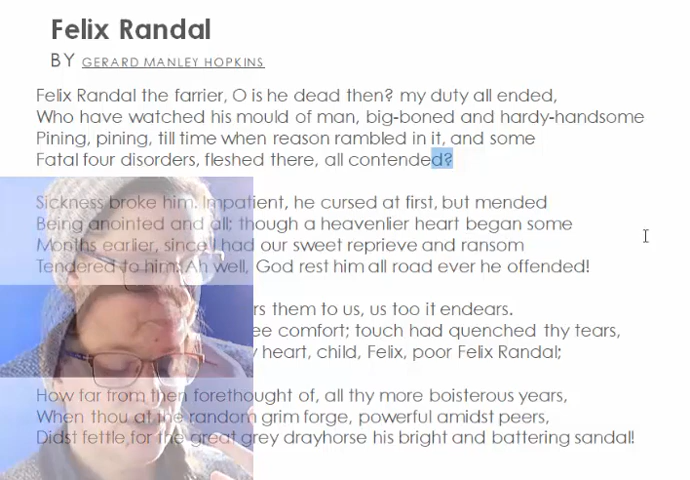 Felix Randal
BY GERARD MANLEY HOPKINS
Felix Randal the farrier, O is he dead then? my duty all ended,
Who have watched his mould of man, big-boned and hardy-handsome
Pining, pining, till time when reason rambled in it, and some
Fatal four disorders, fleshed there, all contended?
Sickness broke him. Impatient, he cursed at first, but mended
Being anointed and all; though a heavenlier heart began some
Months earlier, since I had our sweet reprieve and ransom
Tendered to him. Ah well, God rest him all road ever he offended!
them to us, us too it endears.
comfort; touch had quenched thy tears,
heart, child, Felix, poor Felix Randal;
How far from then forethought of, all thy more boisterous years,
When thou at the random grim forge, powerful amidst peers,
Didst fettle for the great grey drayhorse his bright and battering sandal!